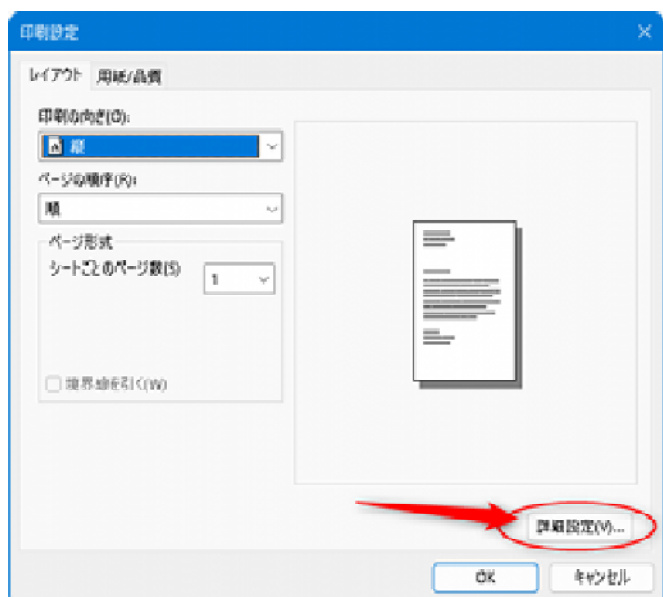 印刷設定
レイアウト 用紙/品質
印刷の向き(O):
縦
ページの順序(R):
順
ページ形式
シートごとのページ数(S)
1
境界線を引く(W)
詳細設定(V)...
OK キャンセル